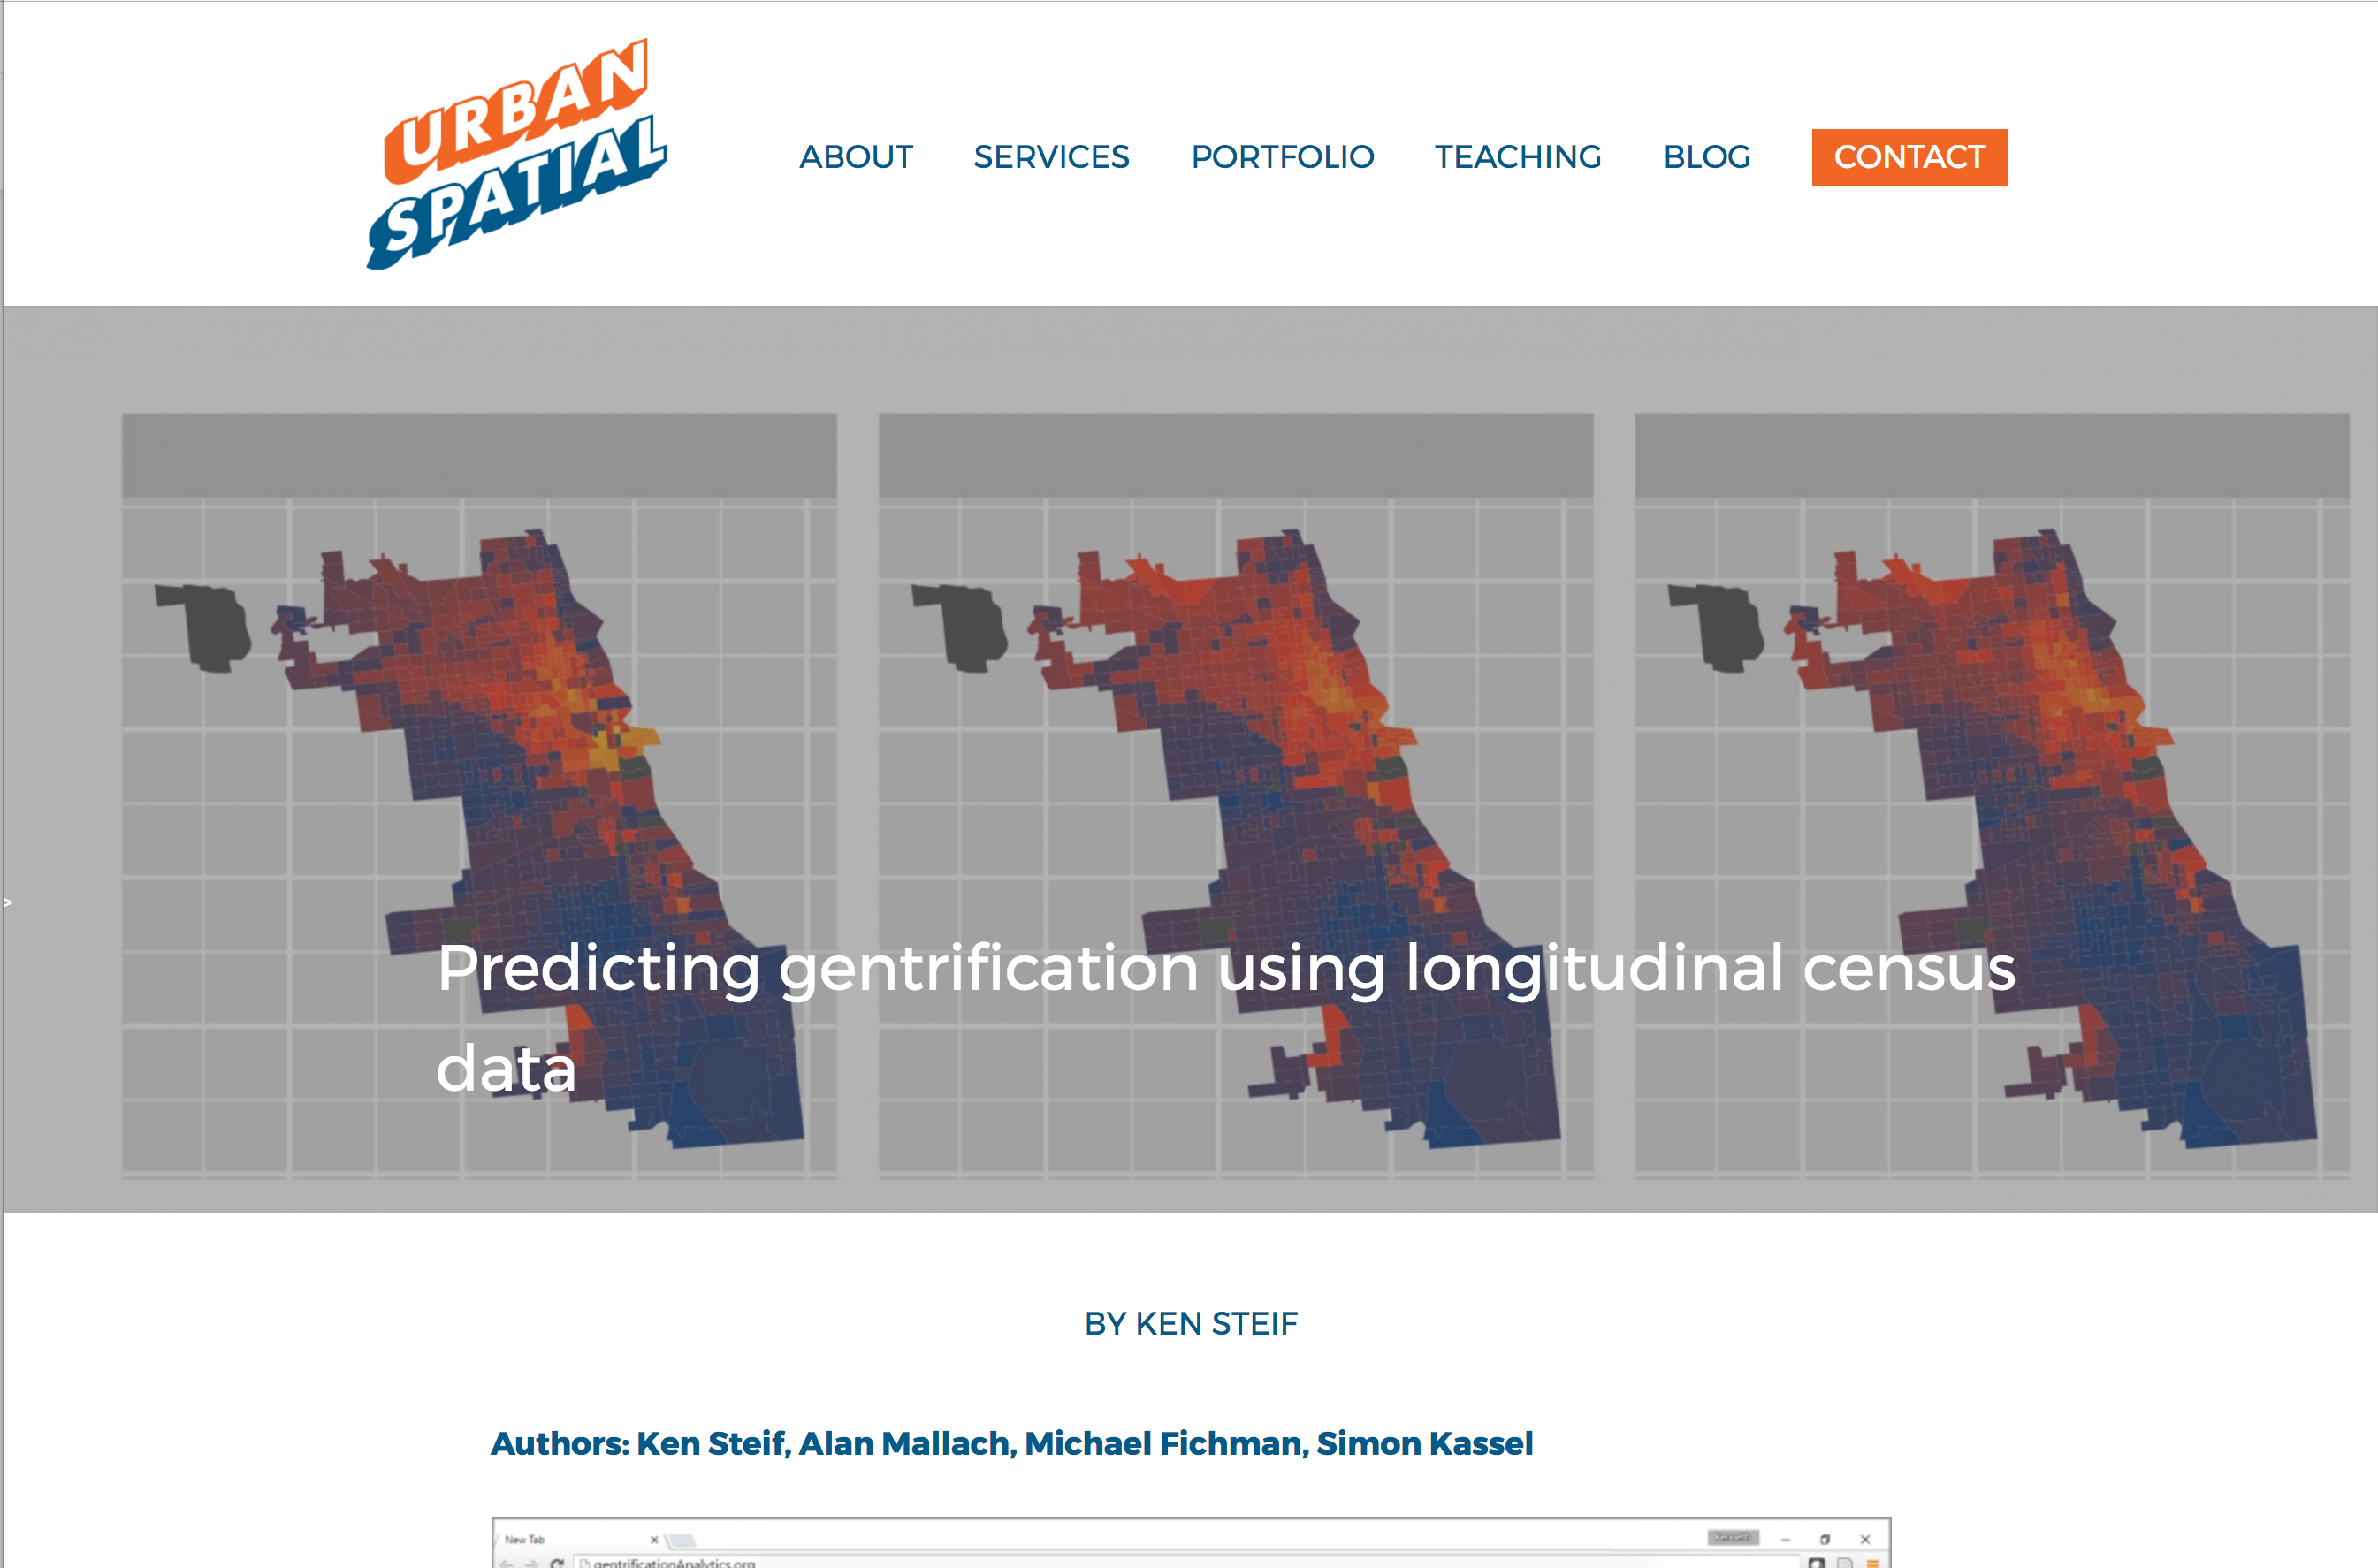 URBAN
SPATIAL
ABOUT SERVICES PORTFOLIO TEACHING BLOG CONTACT
>
Predicting gentrification using longitudinal census
data
BY KEN STEIF
Authors: Ken Steif, Alan Mallach, Michael Fichman, Simon Kassel
New Tab
gentrificationAnalytics.org